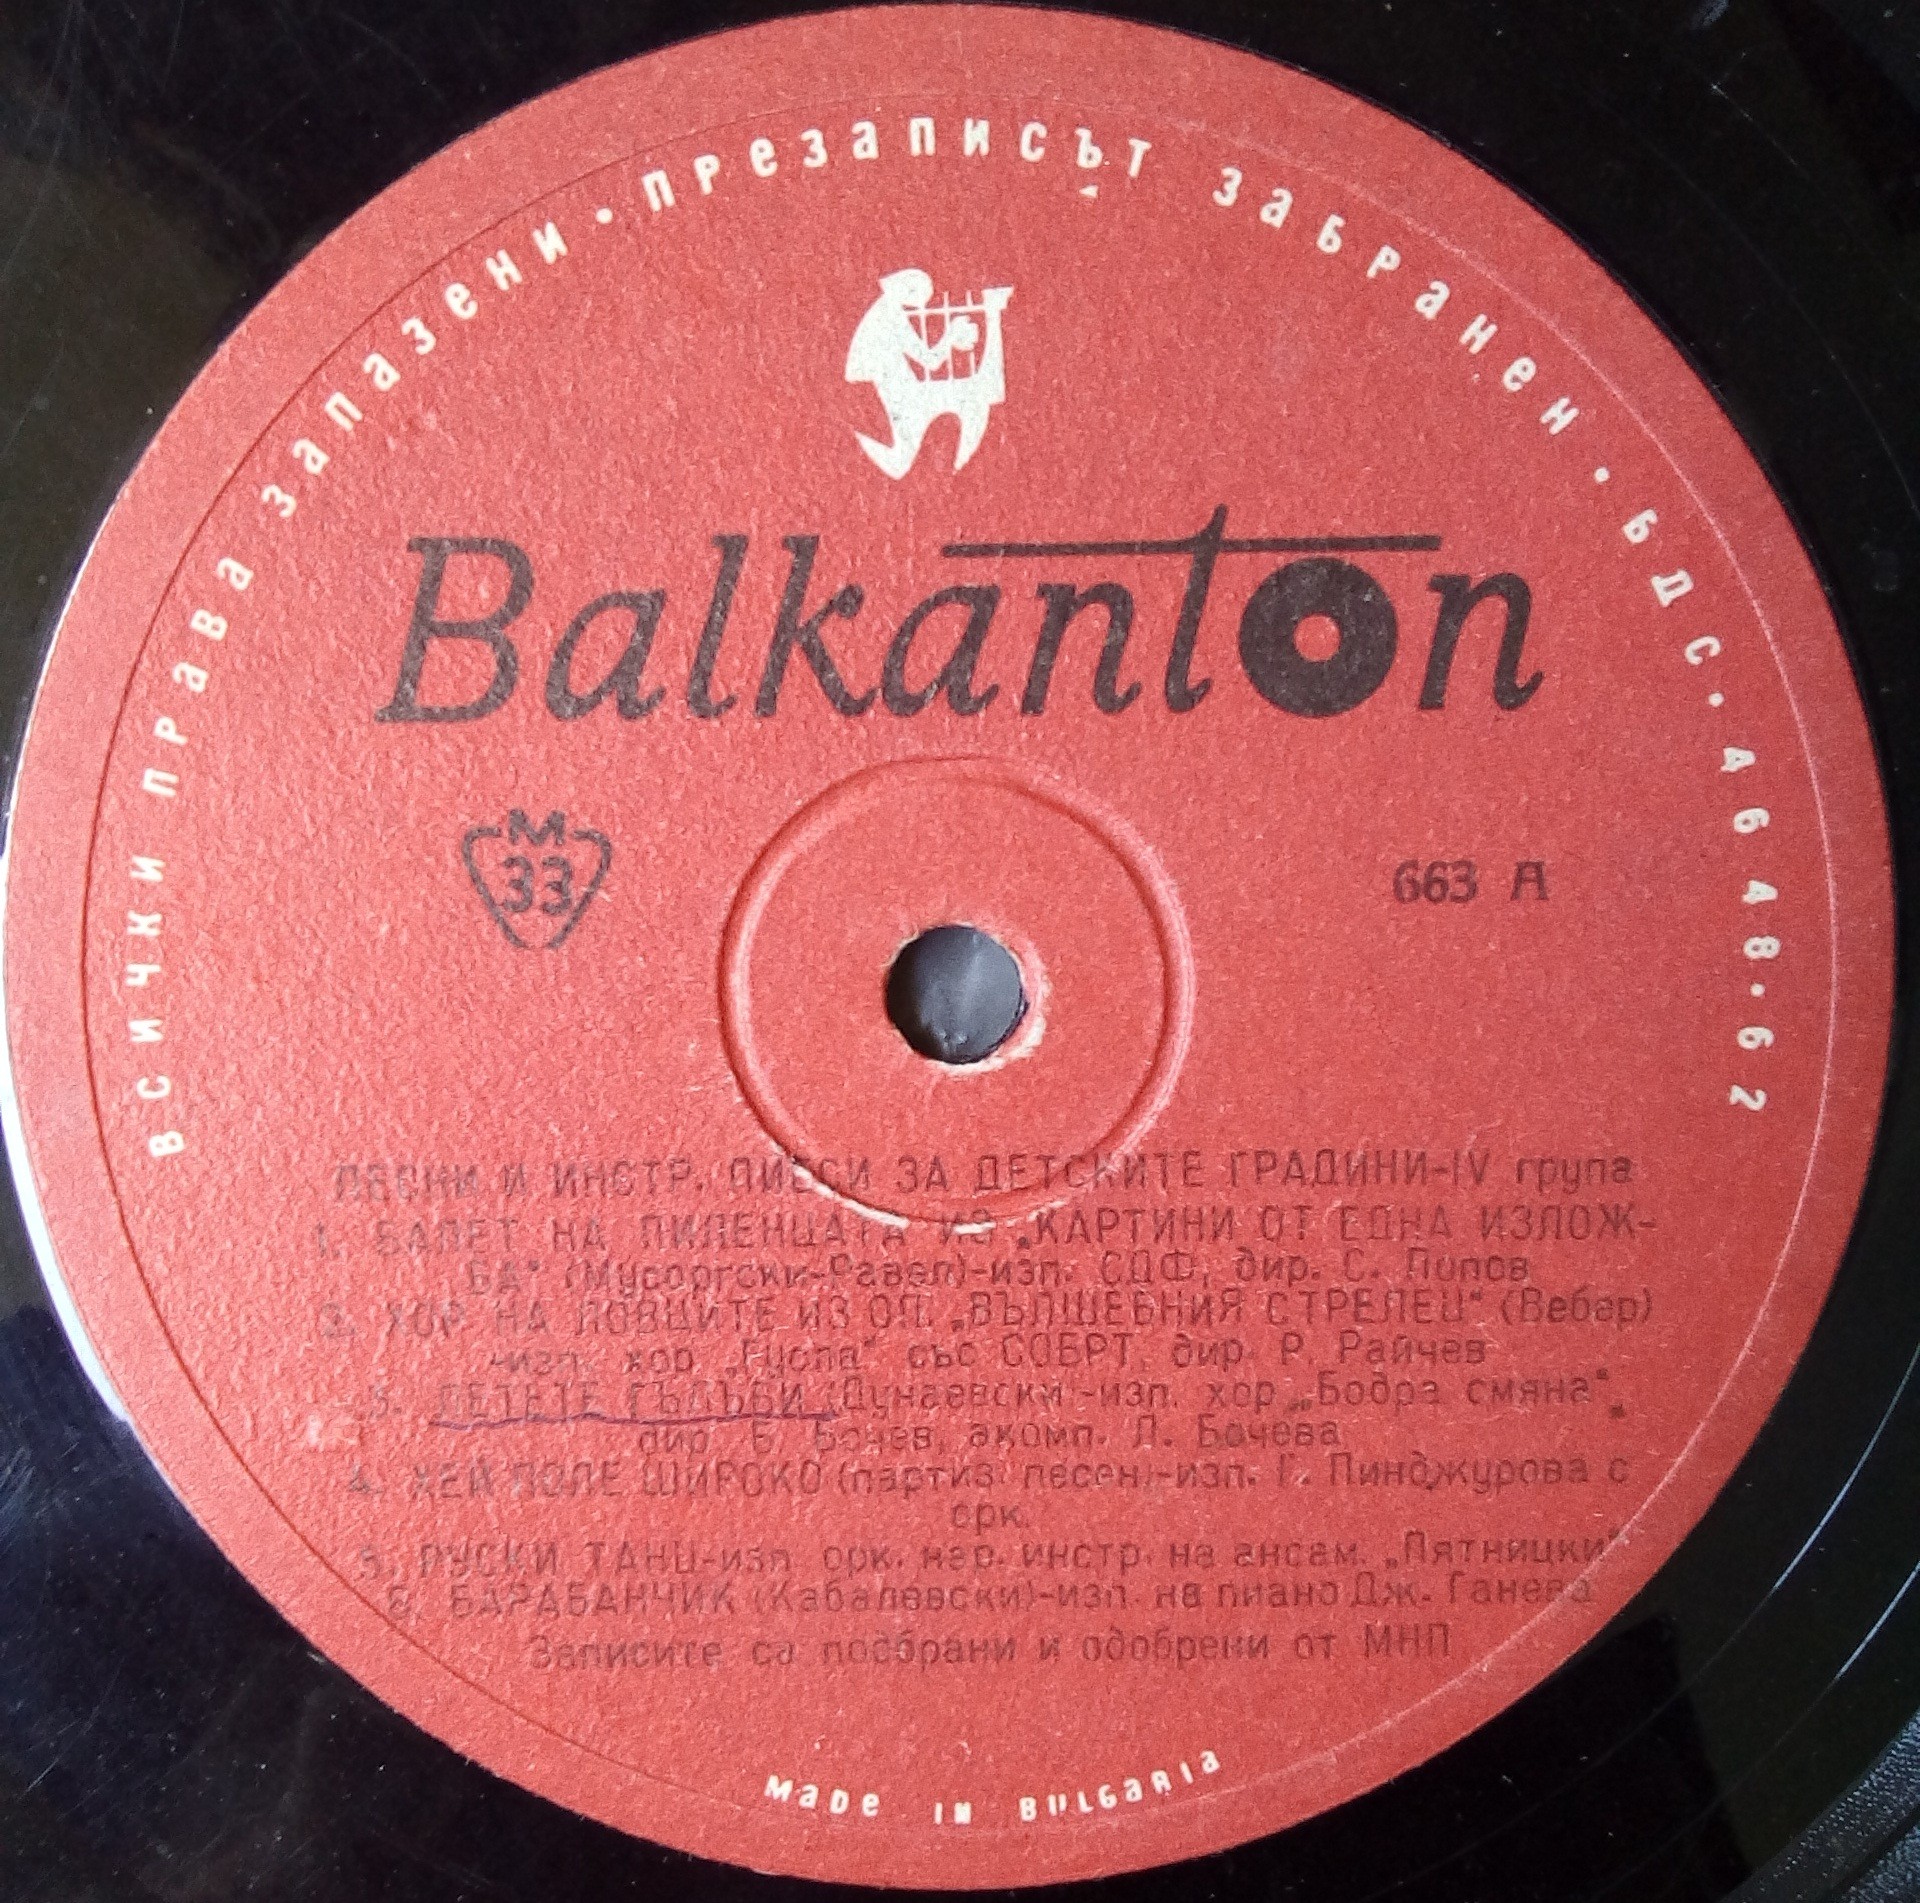 ВСИЧКИ ПРАВА ЗАПАЗЕНИ · ПРЕЗАПИСЪТ ЗАБРАНЕН · БДС · 46 48 · 62
Balkanton
М
33
663 А
ПЕСНИ И ИНСТР. ПИЕСИ ЗА ДЕТСКИТЕ ГРАДИНИ-IV група
1. БАЛЕТ НА ПИЛЕНЦАТА ИЗ „КАРТИНИ ОТ ЕДНА ИЗЛОЖ-
БА" (Мусоргски-Равел)-изп. СДФ, дир. С. Попов
2. ХОР НА ЛОВЦИТЕ ИЗ ОП. „ВЪЛШЕБНИЯ СТРЕЛЕЦ" (Вебер)
-изп. хор „Гусла" със СОБРТ, дир. Р. Райчев
3. ЛЕТЕТЕ ГЪЛЪБИ (Дунаевски)-изп. хор „Бодра смяна",
дир. Б. Бочев, акомп. Л. Бочева
4. ХЕЙ ПОЛЕ ШИРОКО (партиз. песен)-изп. Г. Пинджурова с
орк.
5. РУСКИ ТАНЦ-изп. орк. нар. инстр. на ансам. „Пятницки"
6. БАРАБАНЧИК (Кабалевски)-изп. на пиано Дж. Ганева
Записите са подбрани и одобрени от МНП
MADE IN BULGARIA